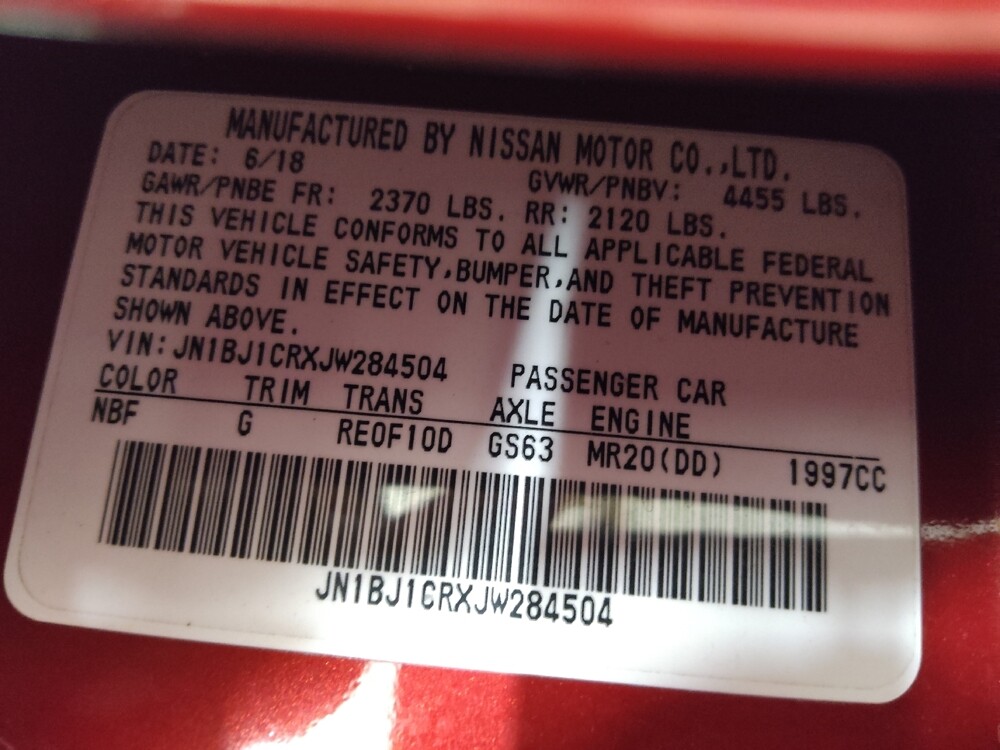 MANUFACTURED BY NISSAN MOTOR CO.,LTD.
DATE: 6/18 GVWR/PNBV: 4455 LBS.
GAWR/PNBE FR: 2370 LBS. RR: 2120 LBS.
THIS VEHICLE CONFORMS TO ALL APPLICABLE FEDERAL
MOTOR VEHICLE SAFETY,BUMPER,AND THEFT PREVENTION
STANDARDS IN EFFECT ON THE DATE OF MANUFACTURE
SHOWN ABOVE.
VIN:JN1BJ1CRXJW284504 PASSENGER CAR
COLOR TRIM TRANS AXLE ENGINE
NBF G RE0F10D GS63 MR20(DD) 1997CC
JN1BJ1CRXJW284504